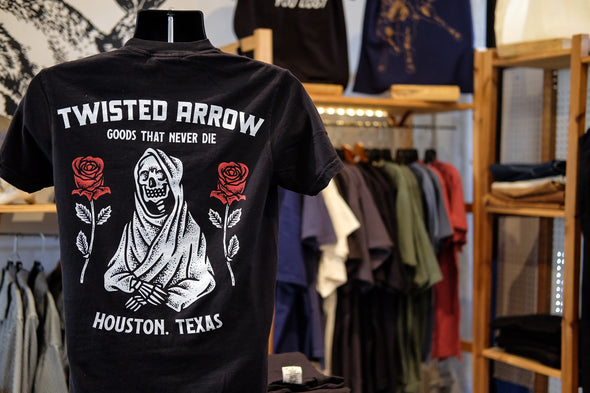 TWISTED ARROW
GOODS THAT NEVER DIE
HOUSTON. TEXAS